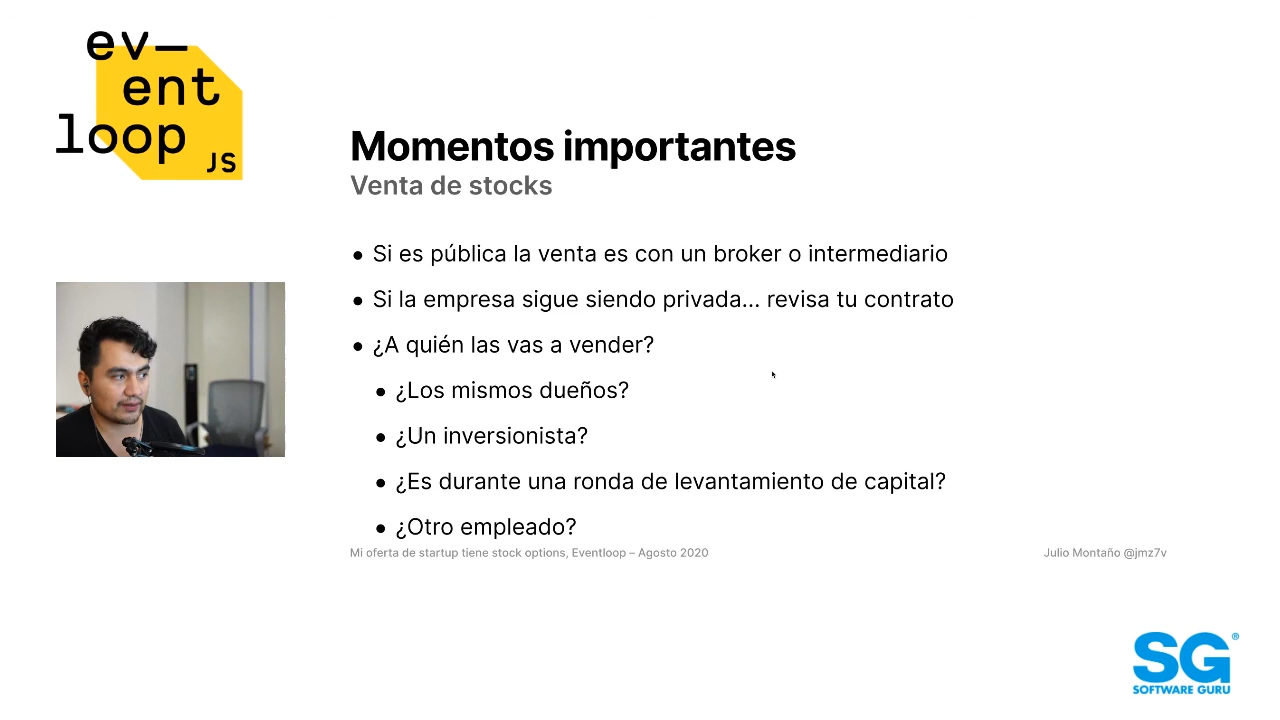 ev—
ent
loop
JS
Momentos importantes
Venta de stocks
• Si es pública la venta es con un broker o intermediario
• Si la empresa sigue siendo privada... revisa tu contrato
• ¿A quién las vas a vender?
• ¿Los mismos dueños?
• ¿Un inversionista?
• ¿Es durante una ronda de levantamiento de capital?
• ¿Otro empleado?
Mi oferta de startup tiene stock options, Eventloop – Agosto 2020
Julio Montaño @jmz7v
SG®
SOFTWARE GURU